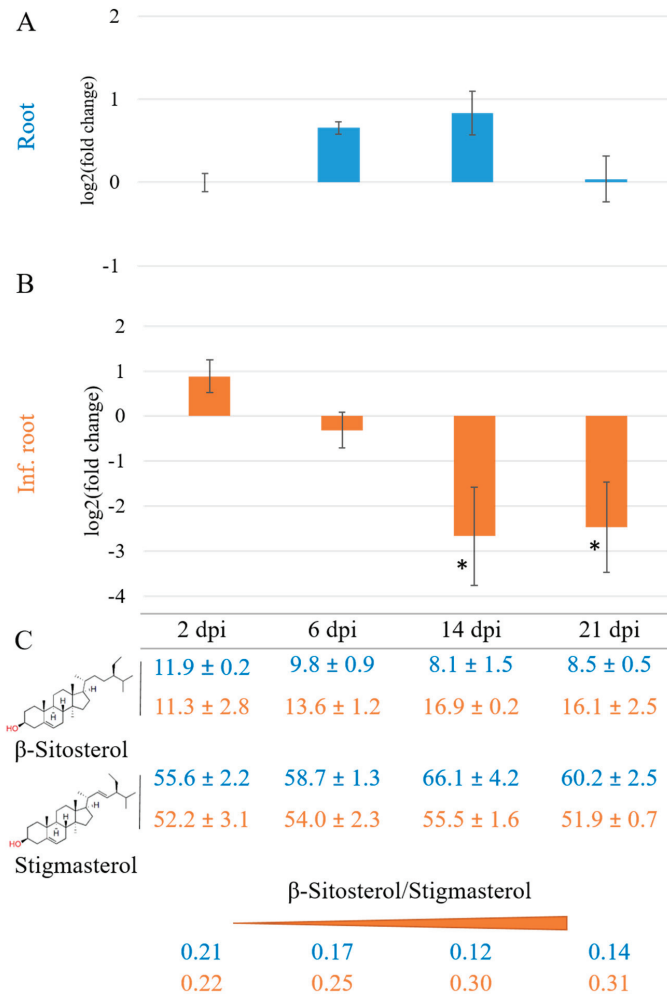 A
Root
log2(fold change)
2
1
0
-1
B
Inf. root
log2(fold change)
2
1
0
-1
-2
-3
-4
*
*
2 dpi 6 dpi 14 dpi 21 dpi
C
11.9 ± 0.2 9.8 ± 0.9 8.1 ± 1.5 8.5 ± 0.5
11.3 ± 2.8 13.6 ± 1.2 16.9 ± 0.2 16.1 ± 2.5
H
H
H
HO
β-Sitosterol
55.6 ± 2.2 58.7 ± 1.3 66.1 ± 4.2 60.2 ± 2.5
52.2 ± 3.1 54.0 ± 2.3 55.5 ± 1.6 51.9 ± 0.7
H
H
H
HO
Stigmasterol
β-Sitosterol/Stigmasterol
0.21 0.17 0.12 0.14
0.22 0.25 0.30 0.31